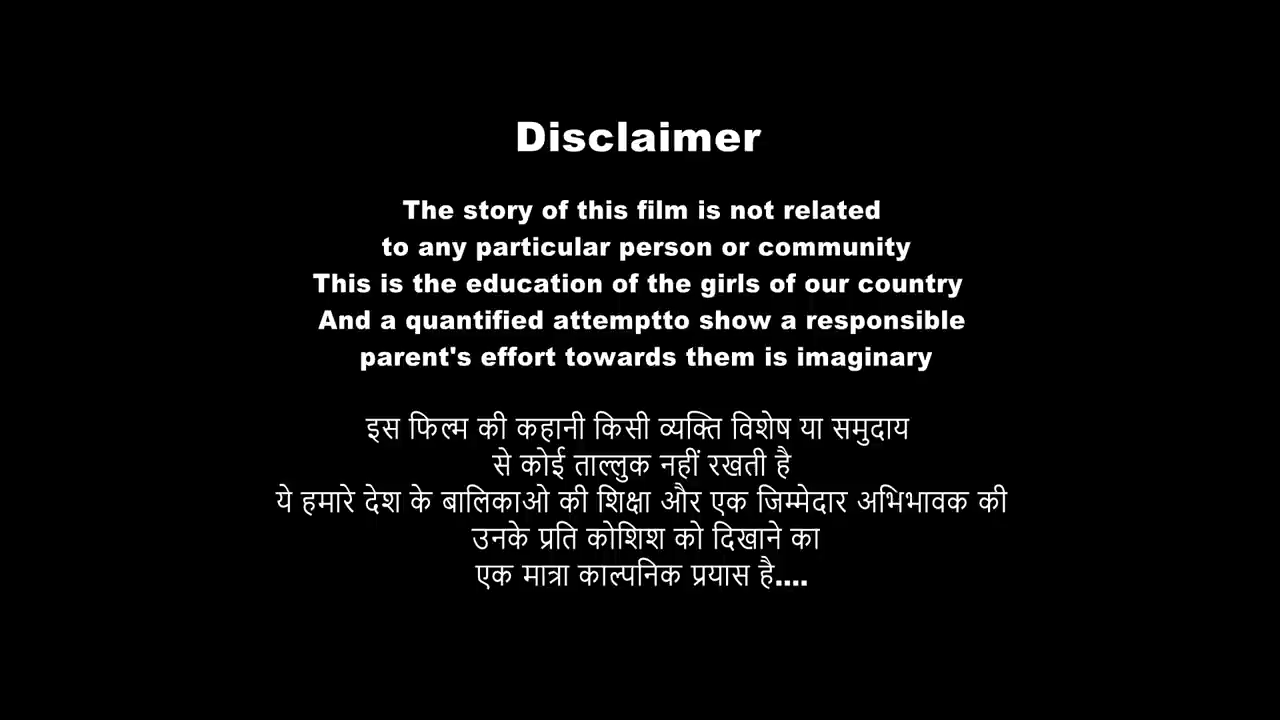 Disclaimer
The story of this film is not related
to any particular person or community
This is the education of the girls of our country
And a quantified attemptto show a responsible
parent's effort towards them is imaginary
इस फिल्म की कहानी किसी व्यक्ति विशेष या समुदाय
से कोई ताल्लुक नहीं रखती है
ये हमारे देश के बालिकाओ की शिक्षा और एक जिम्मेदार अभिभावक की
उनके प्रति कोशिश को दिखाने का
एक मात्रा काल्पनिक प्रयास है....